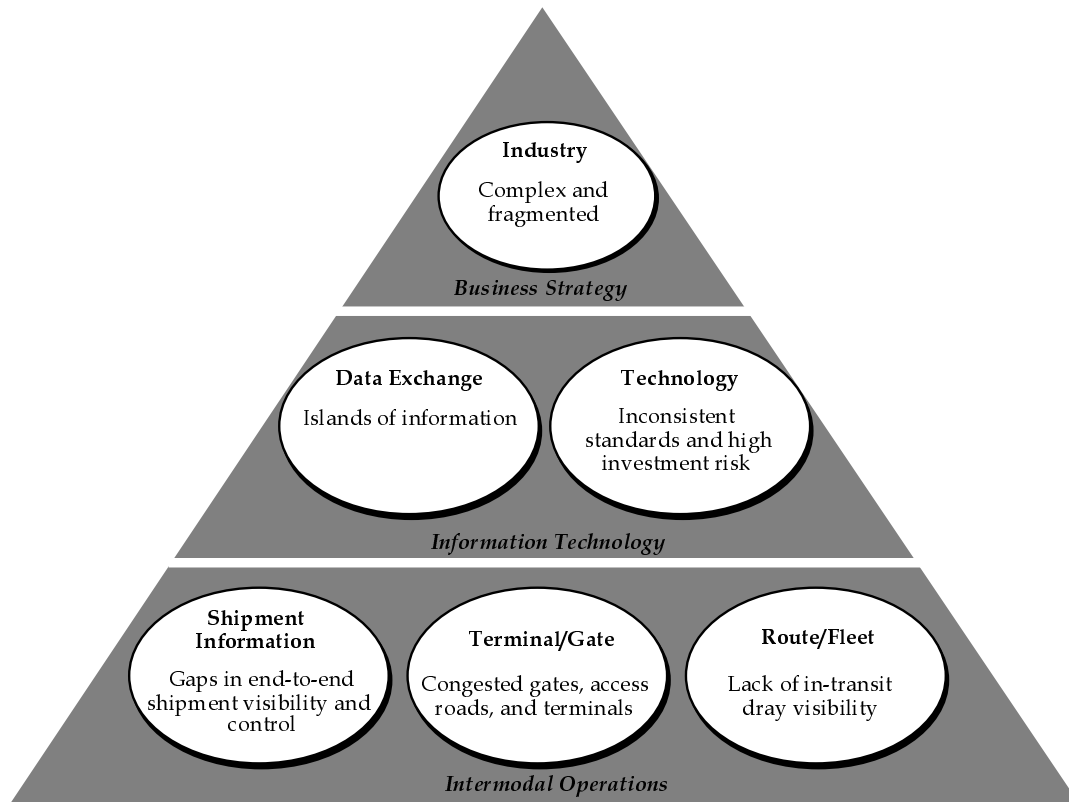 Industry
Complex and
fragmented
Business Strategy
Data Exchange
Islands of information
Technology
Inconsistent
standards and high
investment risk
Information Technology
Shipment
Information
Gaps in end-to-end
shipment visibility and
control
Terminal/Gate
Congested gates, access
roads, and terminals
Route/Fleet
Lack of in-transit
dray visibility
Intermodal Operations